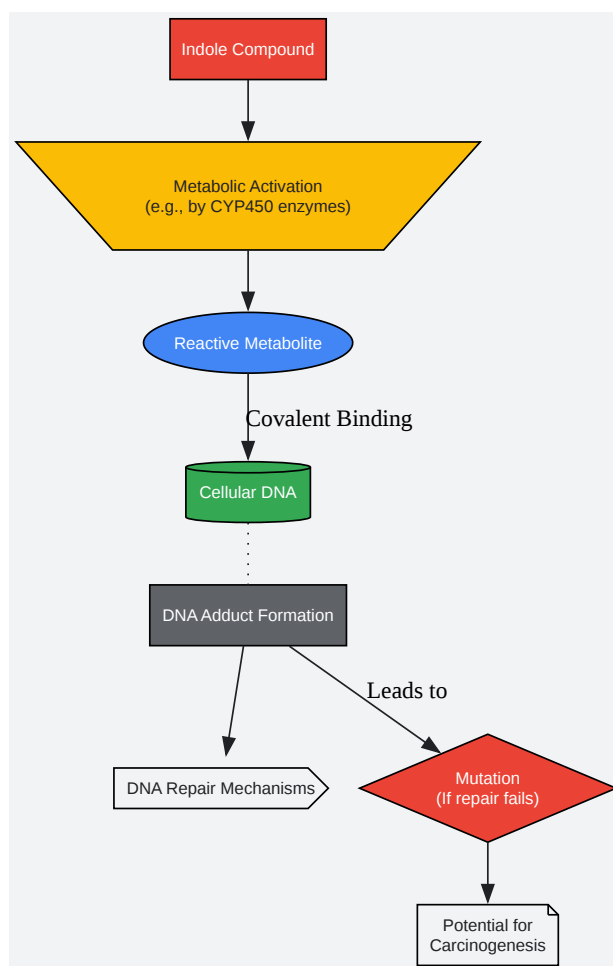 Indole Compound
Metabolic Activation
(e.g., by CYP450 enzymes)
Reactive Metabolite
Covalent Binding
Cellular DNA
DNA Adduct Formation
Leads to
DNA Repair Mechanisms
Mutation
(If repair fails)
Potential for
Carcinogenesis